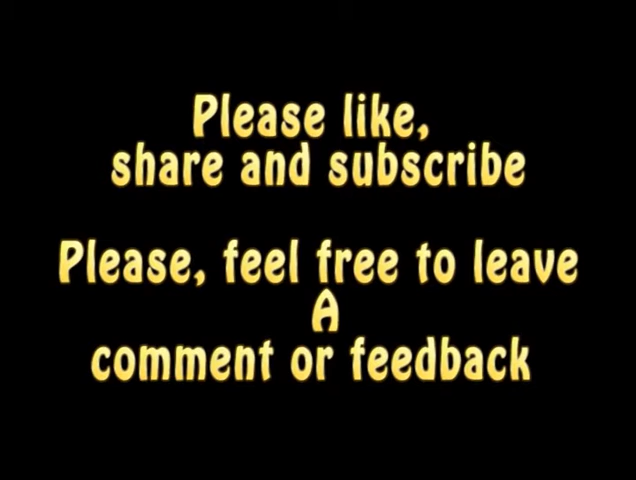 Please like,
share and subscribe
Please, feel free to leave
A
comment or feedback